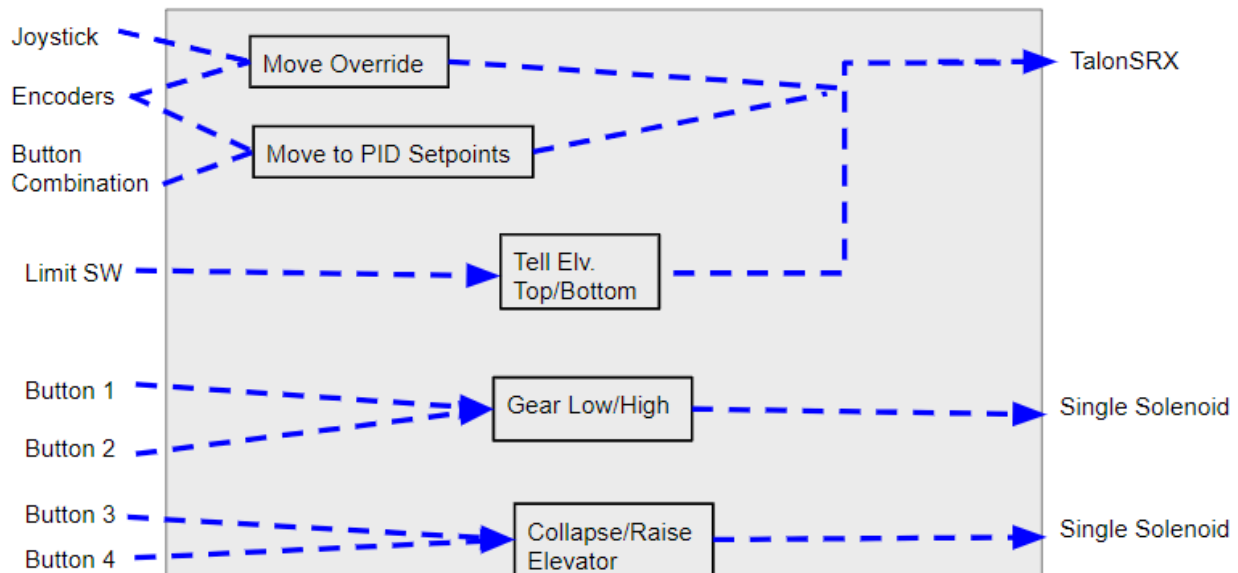 Joystick
Move Override
TalonSRX
Encoders
Button
Combination
Move to PID Setpoints
Limit SW
Tell Elv.
Top/Bottom
Button 1
Gear Low/High
Single Solenoid
Button 2
Button 3
Button 4
Collapse/Raise
Elevator
Single Solenoid